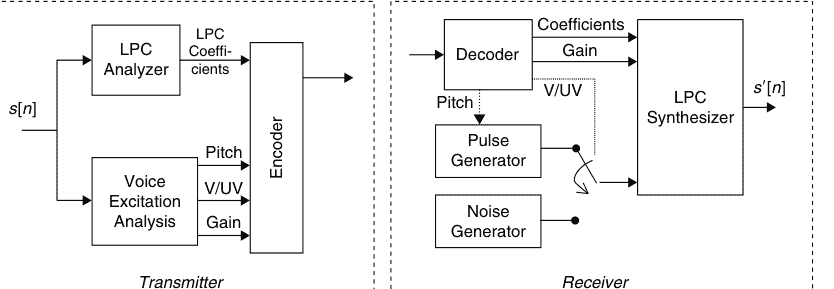 s[n]
LPC
Analyzer
LPC
Coeffi-
cients
Voice
Excitation
Analysis
Pitch
V/UV
Gain
Encoder
Transmitter
Decoder
Coefficients
Gain
V/UV
Pitch
Pulse
Generator
Noise
Generator
LPC
Synthesizer
s′[n]
Receiver